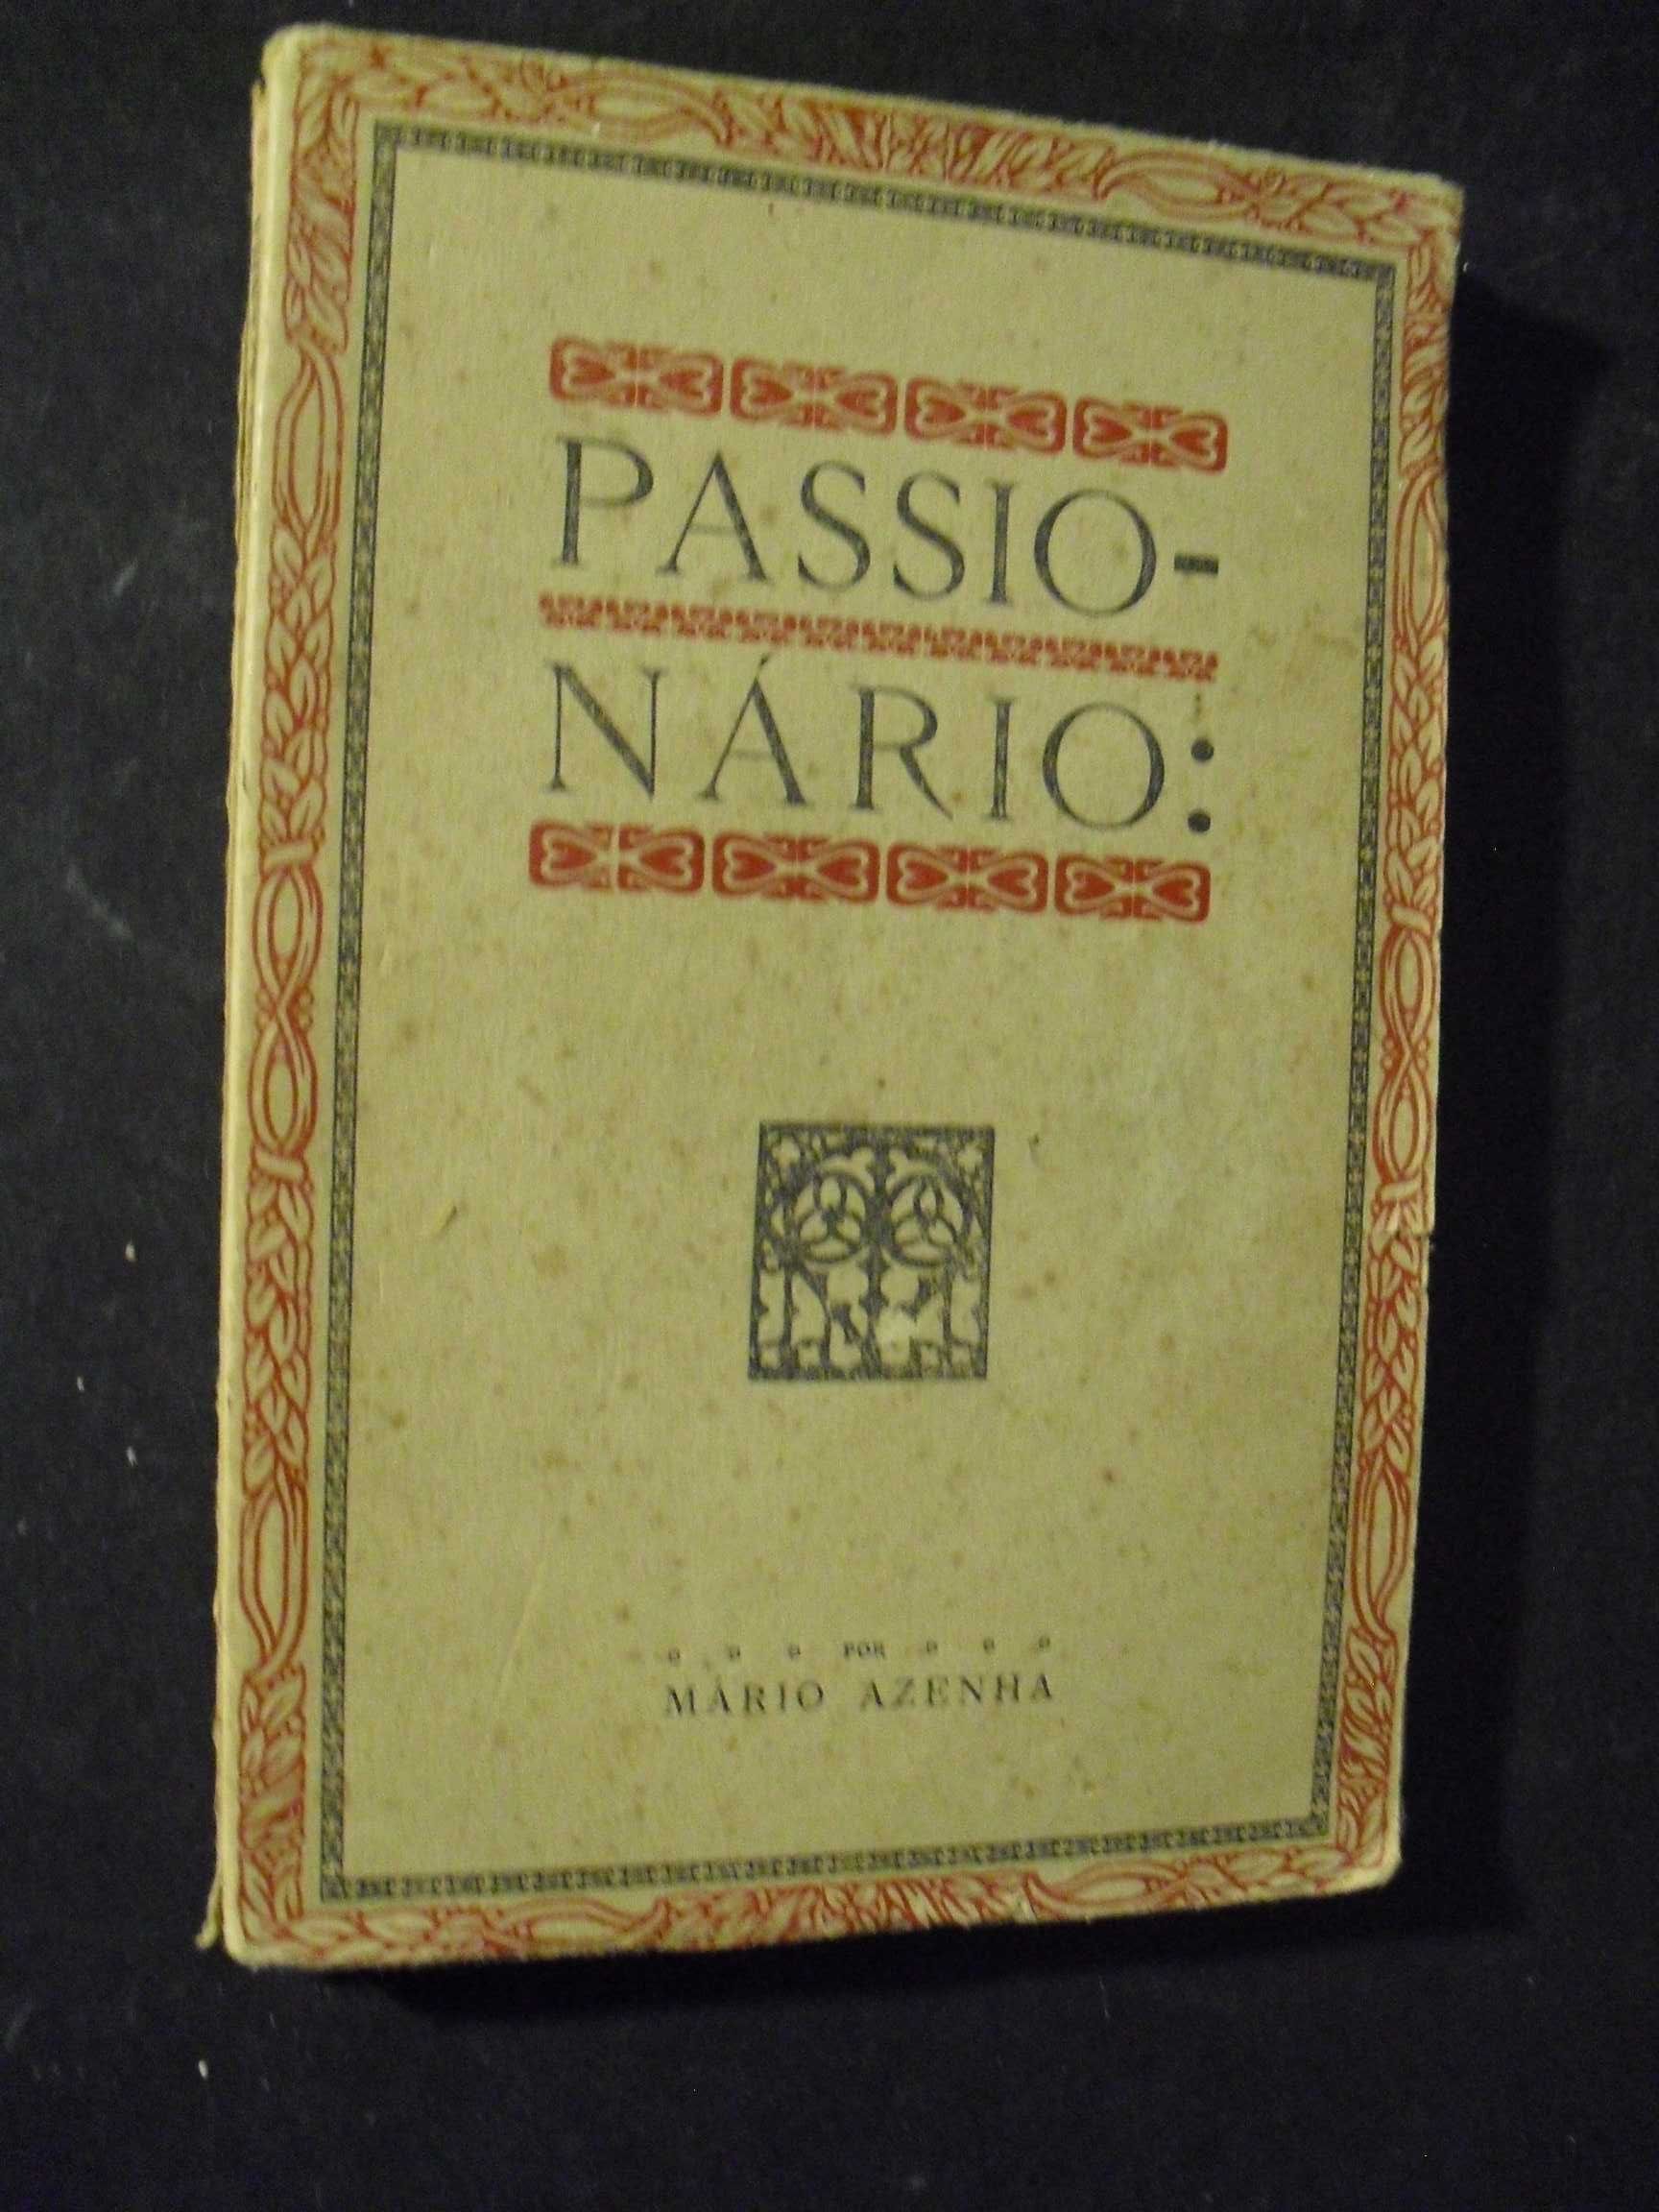 PASSIO-
NÁRIO:
POR
MÁRIO AZENHA